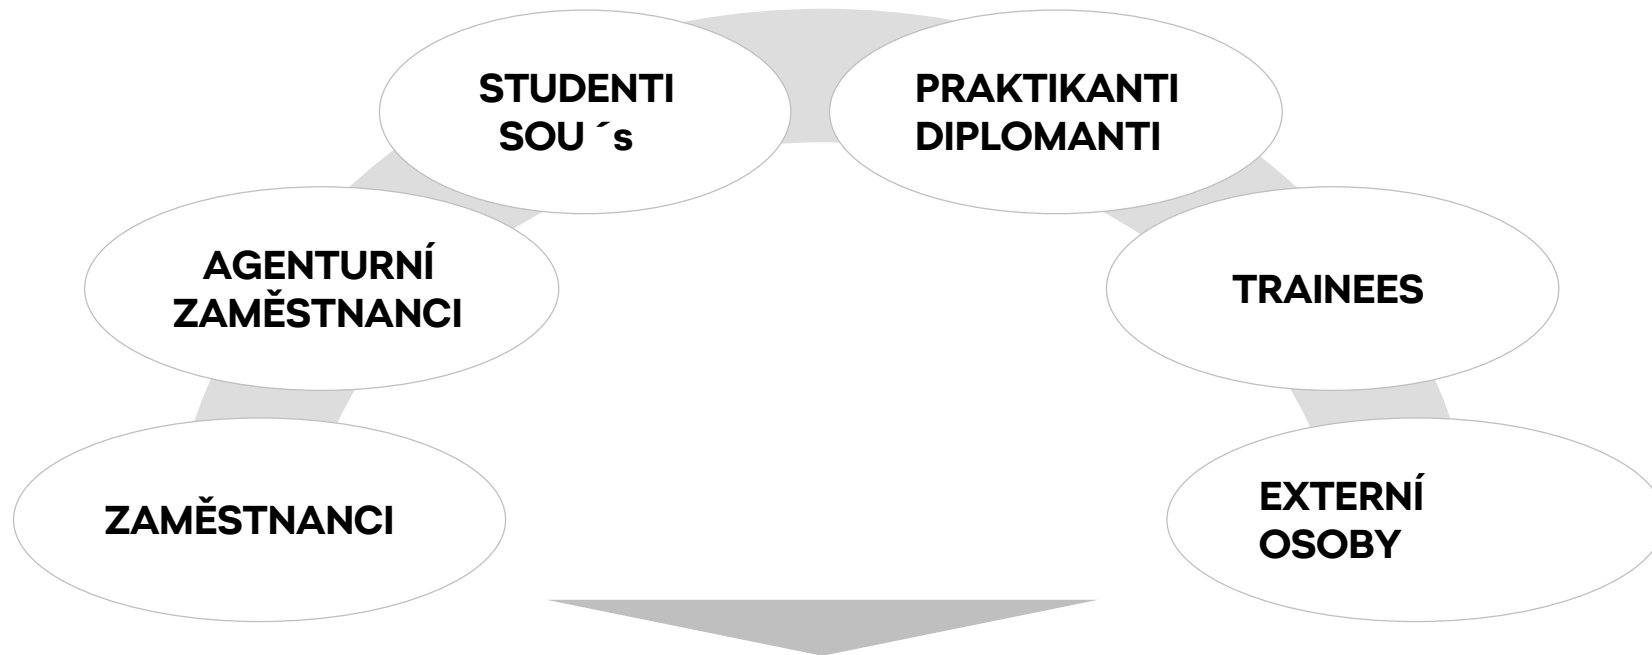 STUDENTI
SOU ´s
PRAKTIKANTI
DIPLOMANTI
AGENTURNÍ
ZAMĚSTNANCI
TRAINEES
ZAMĚSTNANCI
EXTERNÍ
OSOBY